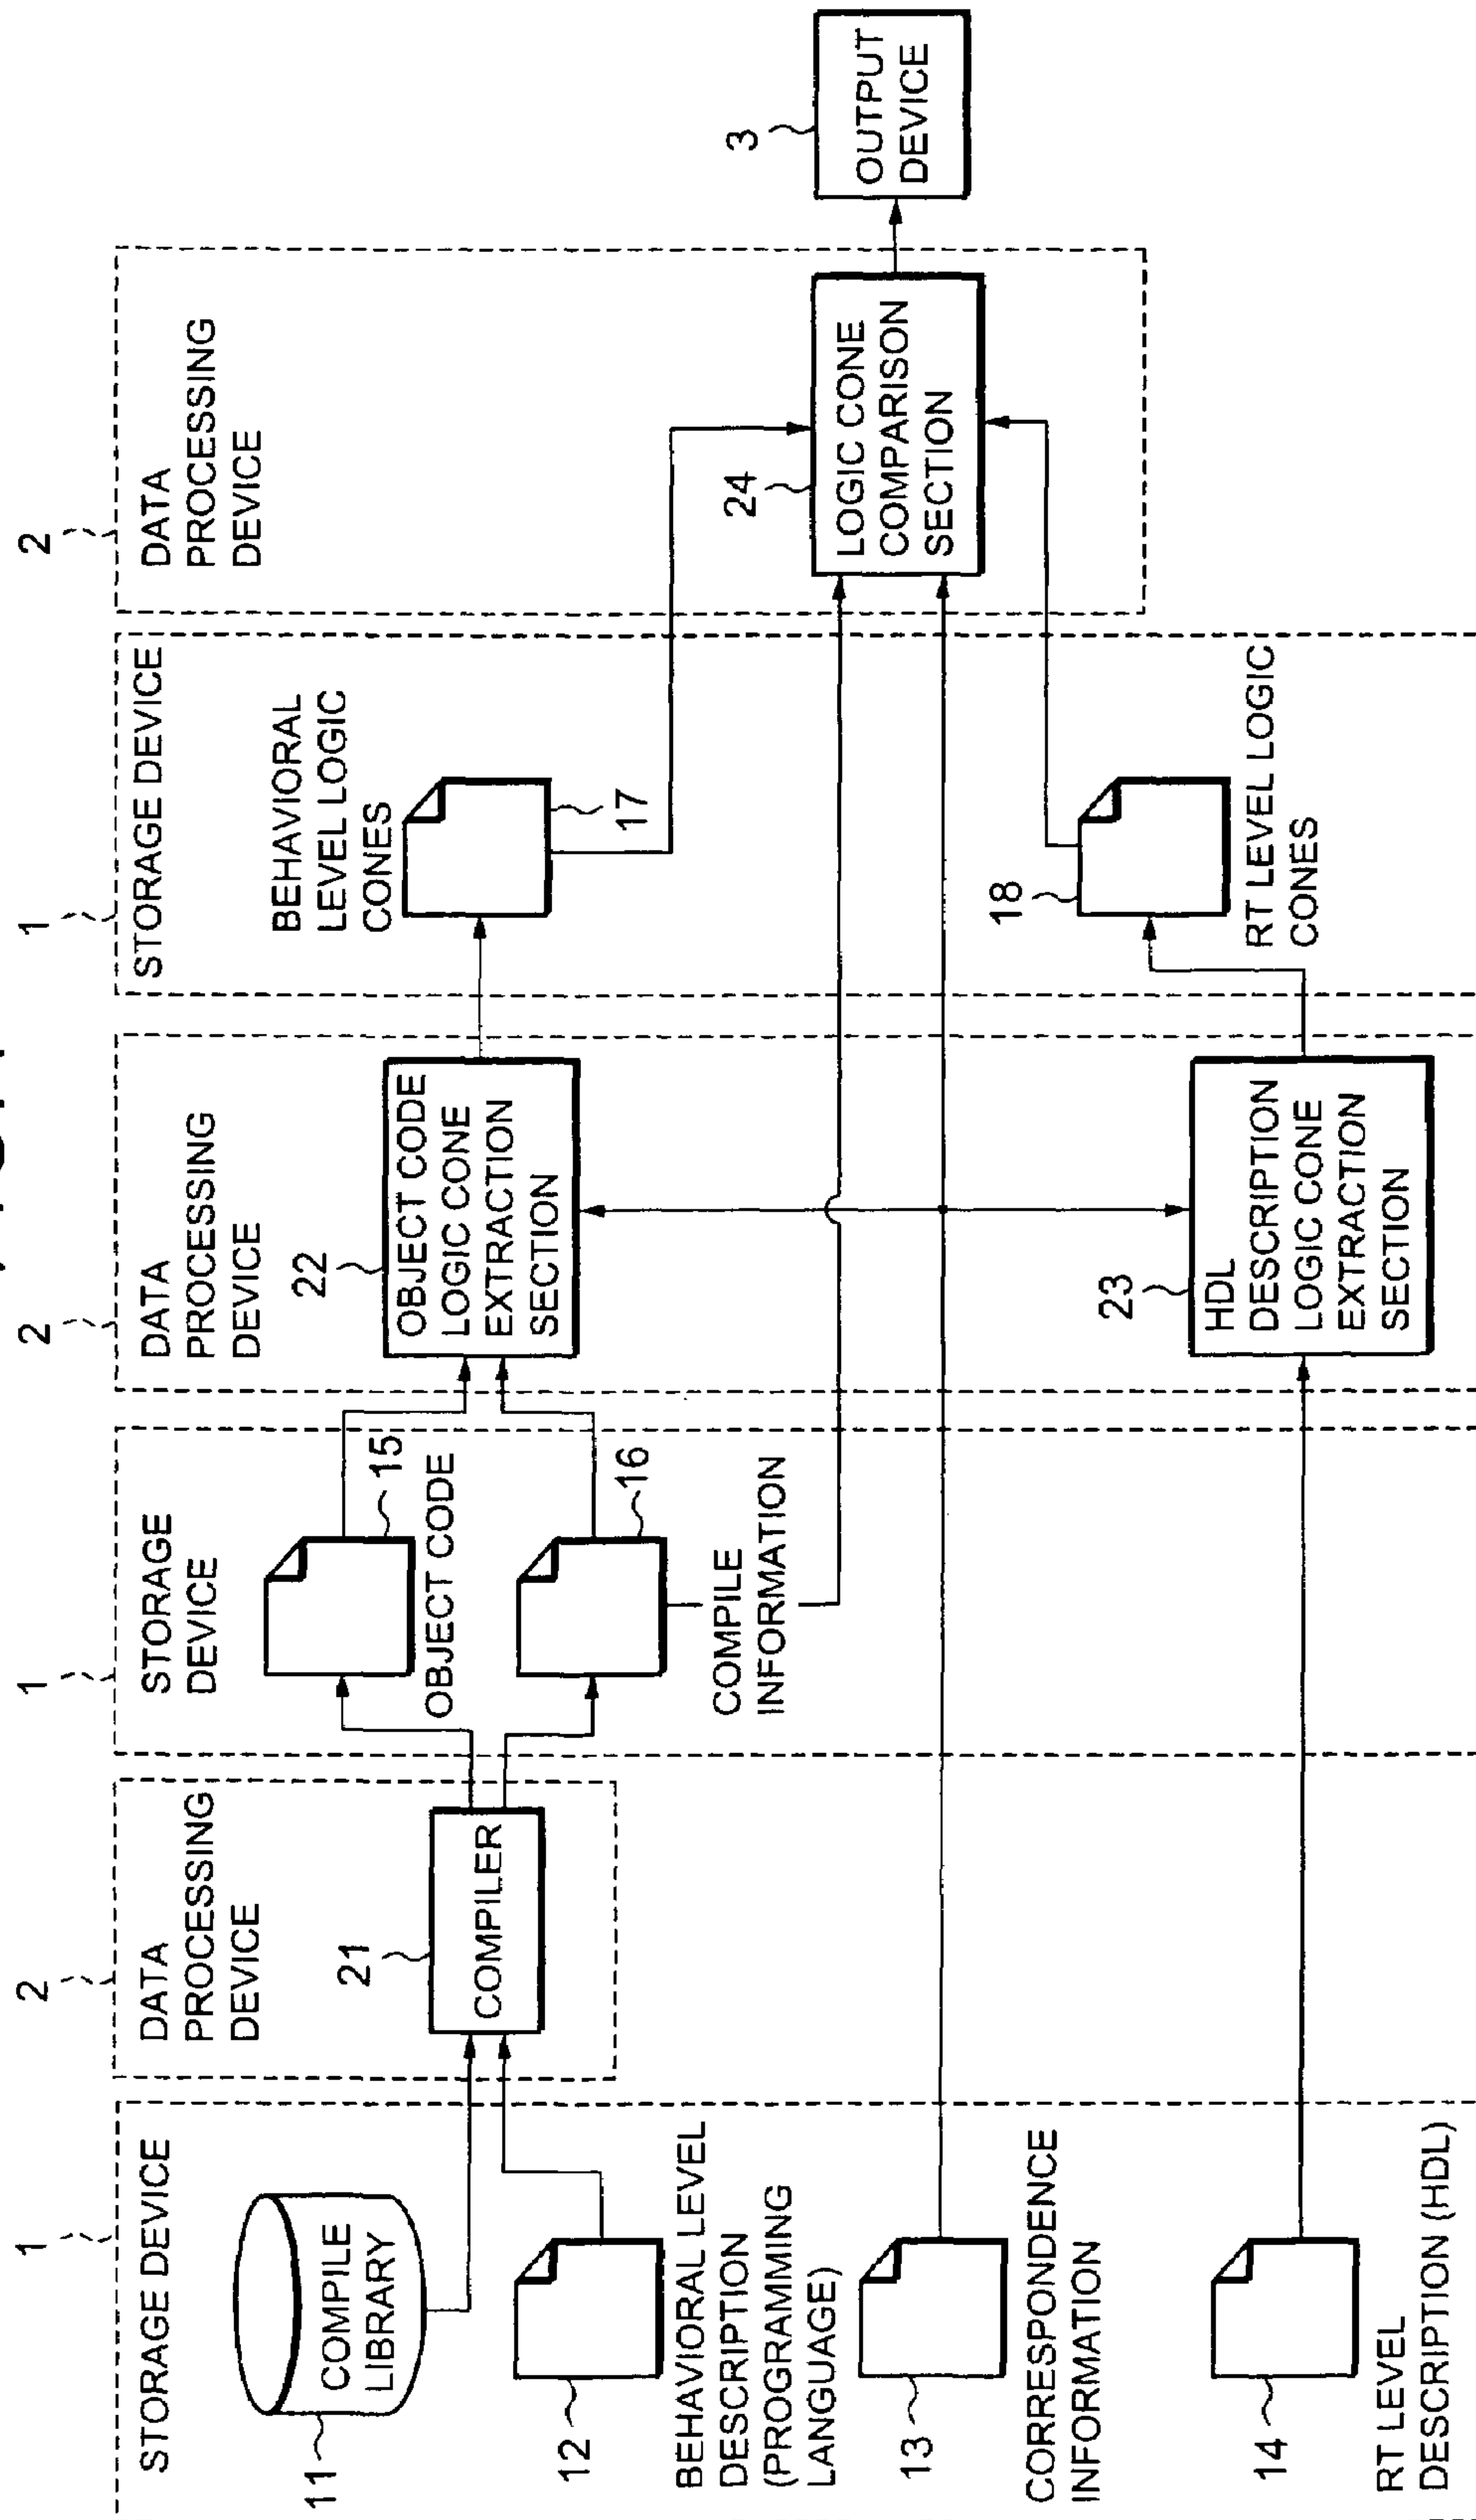 1
STORAGE DEVICE
11
COMPILE
LIBRARY
12
BEHAVIORAL LEVEL
DESCRIPTION
(PROGRAMMING
LANGUAGE)
13
CORRESPONDENCE
INFORMATION
14
RT LEVEL
DESCRIPTION (HDL)
2
DATA
PROCESSING
DEVICE
21
COMPILER
1
STORAGE
DEVICE
15
OBJECT CODE
16
COMPILE
INFORMATION
2
DATA
PROCESSING
DEVICE
22
OBJECT CODE
LOGIC CONE
EXTRACTION
SECTION
23
HDL
DESCRIPTION
LOGIC CONE
EXTRACTION
SECTION
1
STORAGE DEVICE
BEHAVIORAL
LEVEL LOGIC
CONES
17
18
RT LEVEL LOGIC
CONES
2
DATA
PROCESSING
DEVICE
24
LOGIC CONE
COMPARISON
SECTION
3
OUTPUT
DEVICE